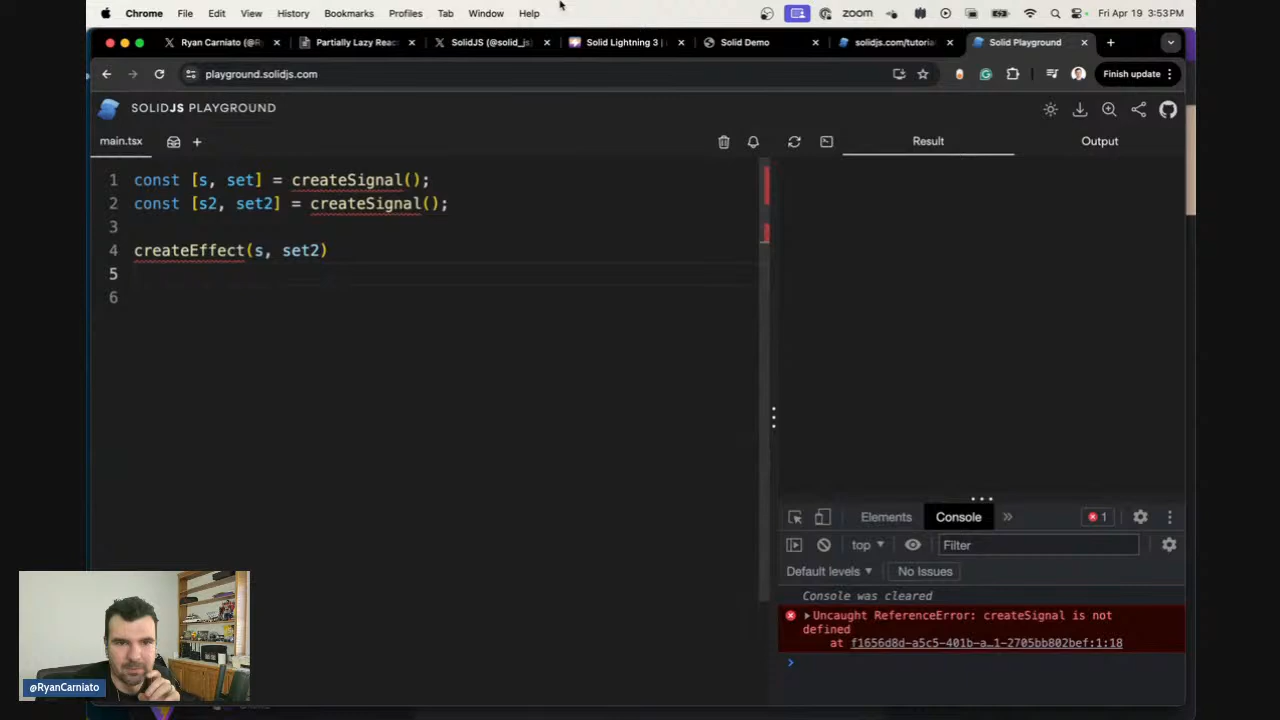 Chrome File Edit View History Bookmarks Profiles Tab Window Help zoom Fri Apr 19 3:53 PM
Ryan Carniato (@R Partially Lazy Reac SolidJS (@solid_js) Solid Lightning 3 | Solid Demo solidjs.com/tutorial Solid Playground
playground.solidjs.com Finish update
SOLIDJS PLAYGROUND
main.tsx + Result Output
1 const [s, set] = createSignal();
2 const [s2, set2] = createSignal();
3
4 createEffect(s, set2)
5
6
Elements Console » 1
top Filter
Default levels No Issues
Console was cleared
Uncaught ReferenceError: createSignal is not
defined
at f1656d8d-a5c5-401b-a…1-2705bb802bef:1:18
@RyanCarniato